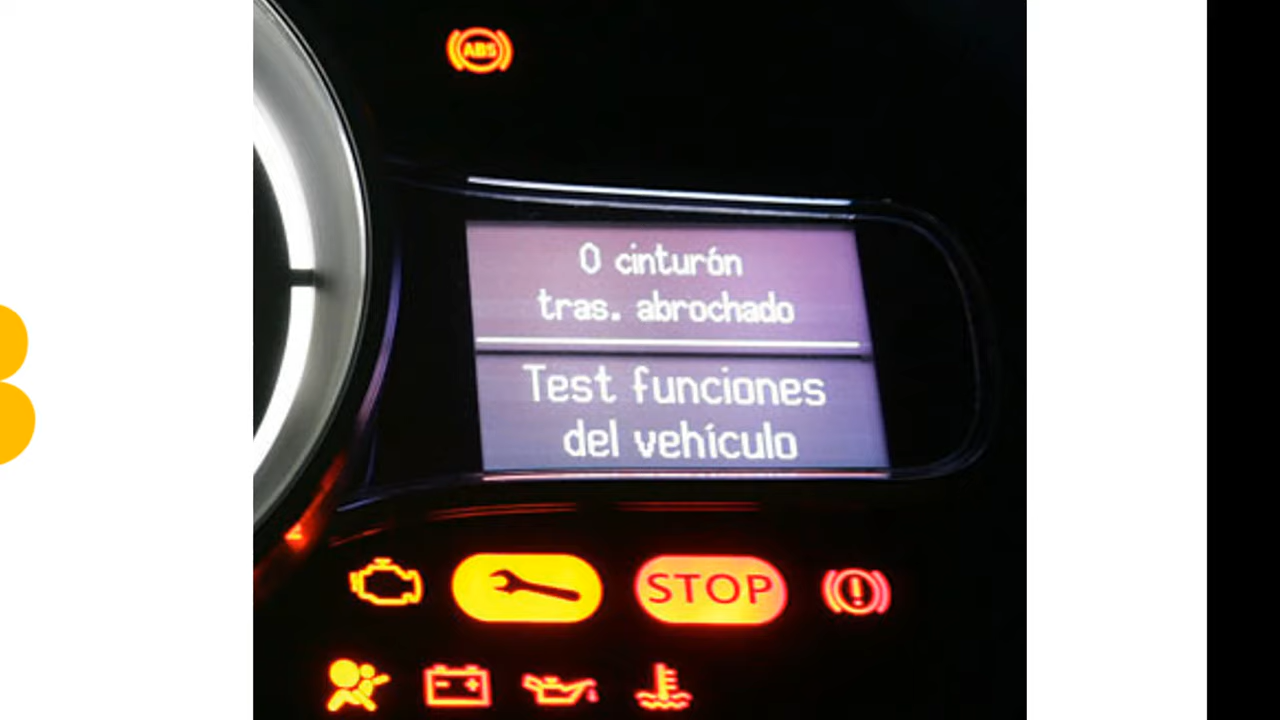 ABS
0 cinturón
tras. abrochado
Test funciones
del vehículo
STOP